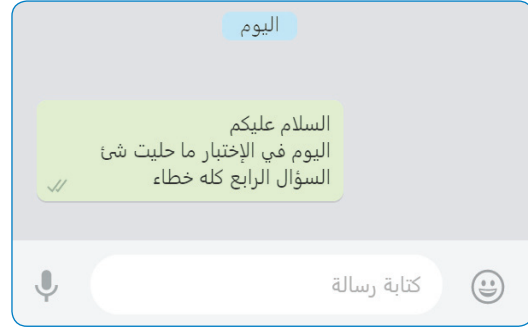 اليوم
السلام عليكم
اليوم في الإختبار ما حليت شئ
السؤال الرابع كله خطاء
كتابة رسالة